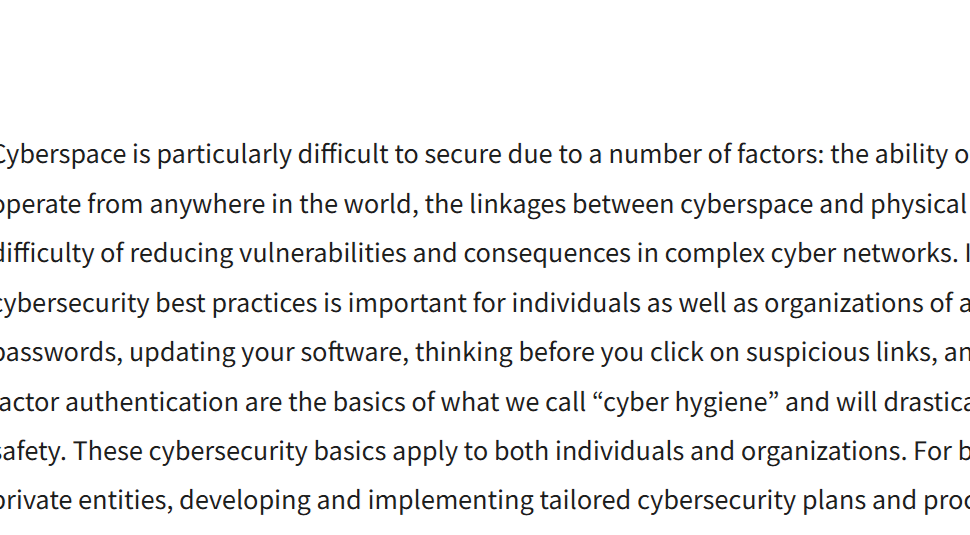 Cyberspace is particularly difficult to secure due to a number of factors: the ability o
operate from anywhere in the world, the linkages between cyberspace and physical
difficulty of reducing vulnerabilities and consequences in complex cyber networks. I
cybersecurity best practices is important for individuals as well as organizations of a
passwords, updating your software, thinking before you click on suspicious links, an
actor authentication are the basics of what we call “cyber hygiene” and will drastica
safety. These cybersecurity basics apply to both individuals and organizations. For b
private entities, developing and implementing tailored cybersecurity plans and proc